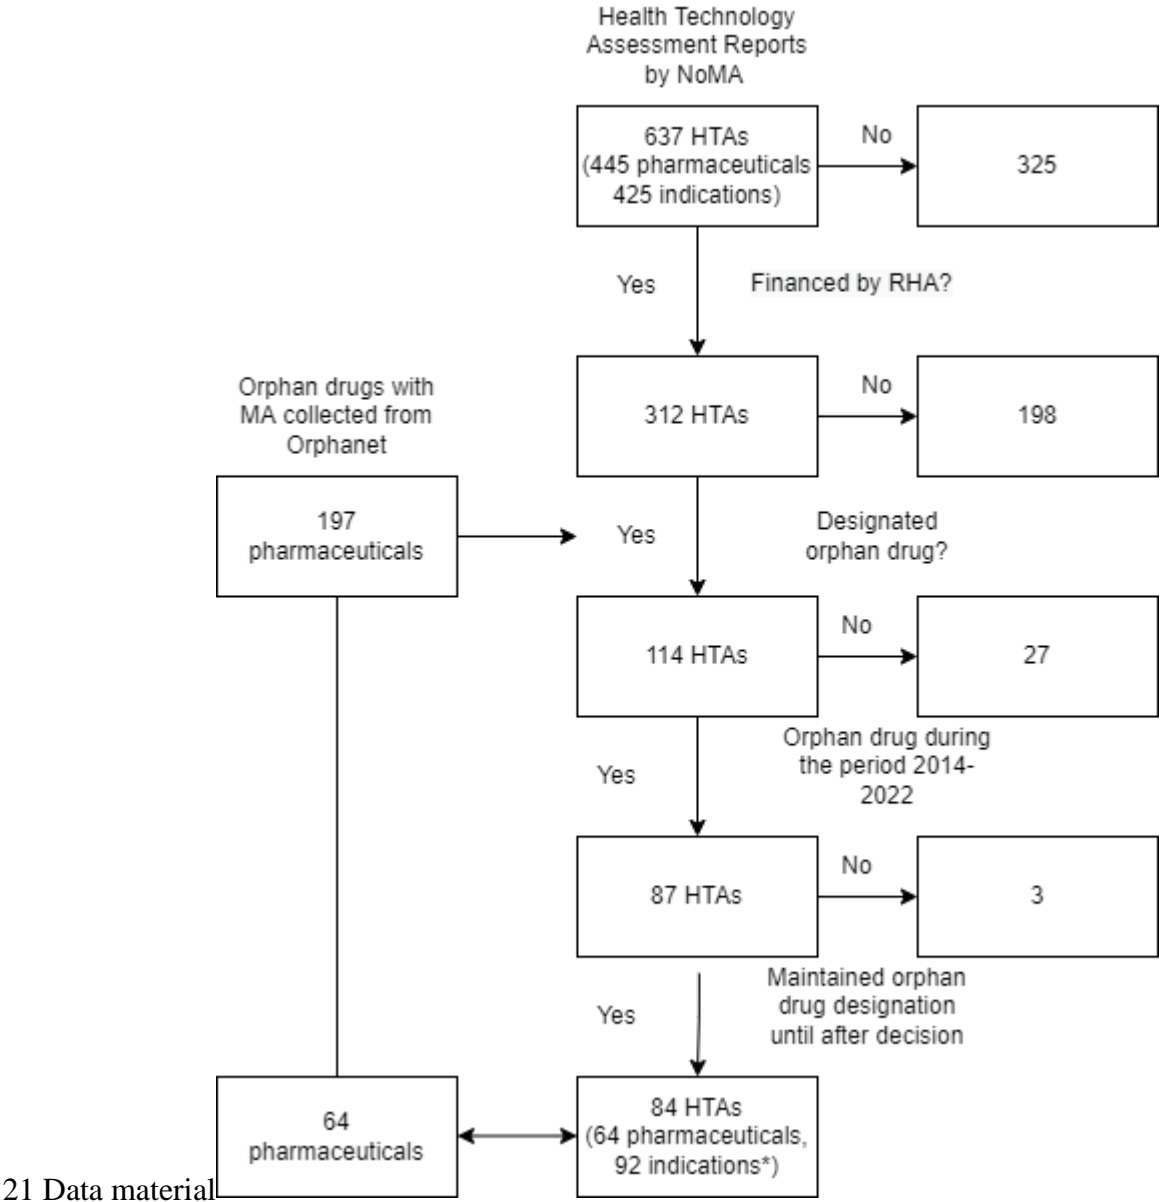 Health Technology
Assessment Reports
by NoMA
637 HTAs
(445 pharmaceuticals
425 indications)
No
325
Yes
Financed by RHA?
312 HTAs
No
198
Orphan drugs with
MA collected from
Orphanet
197
pharmaceuticals
Yes
Designated
orphan drug?
114 HTAs
No
27
Yes
Orphan drug during
the period 2014-
2022
87 HTAs
No
3
Yes
Maintained orphan
drug designation
until after decision
64
pharmaceuticals
84 HTAs
(64 pharmaceuticals,
92 indications*)
21 Data material